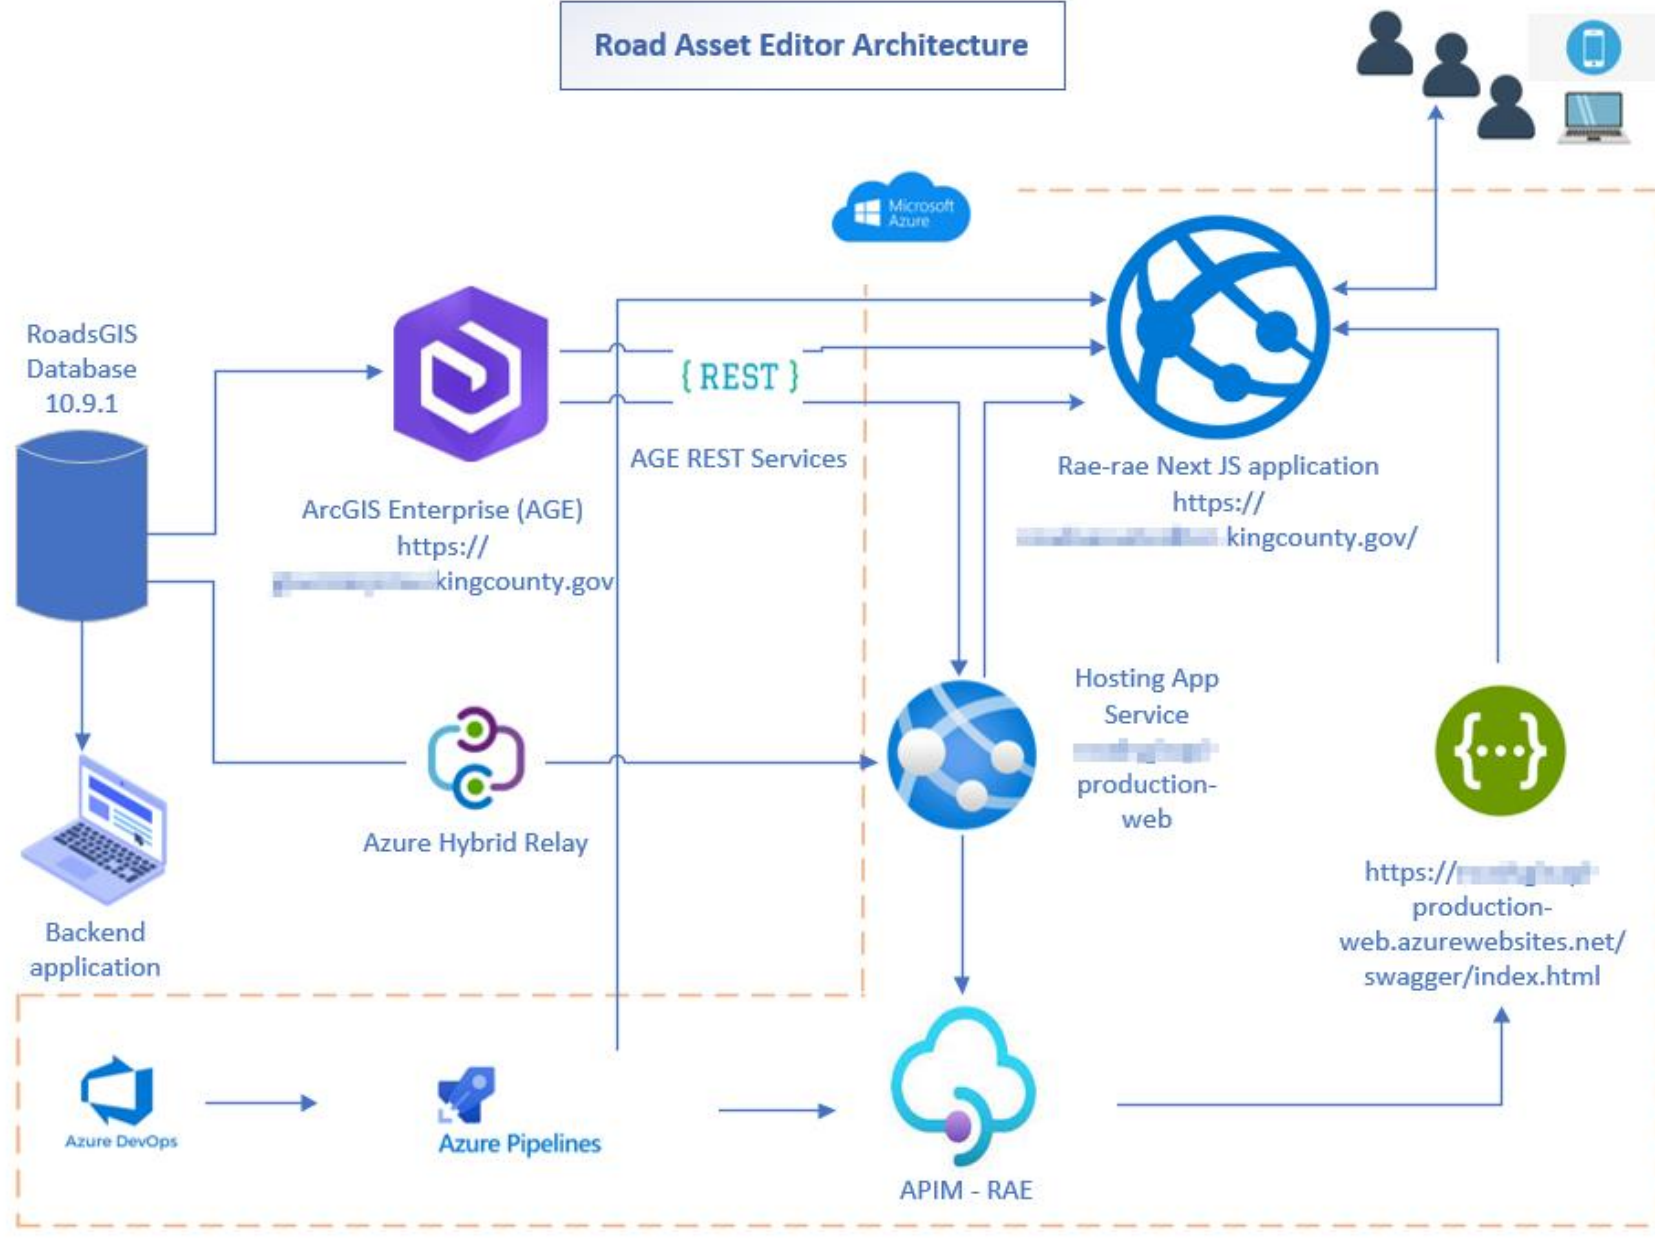 Road Asset Editor Architecture
Microsoft
Azure
RoadsGIS
Database
10.9.1
{ REST }
AGE REST Services
ArcGIS Enterprise (AGE)
https://
kingcounty.gov
Rae-rae Next JS application
https://
.kingcounty.gov/
Hosting App
Service
production-
web
{...}
Azure Hybrid Relay
https://
production-
web.azurewebsites.net/
swagger/index.html
Backend
application
Azure DevOps
Azure Pipelines
APIM - RAE